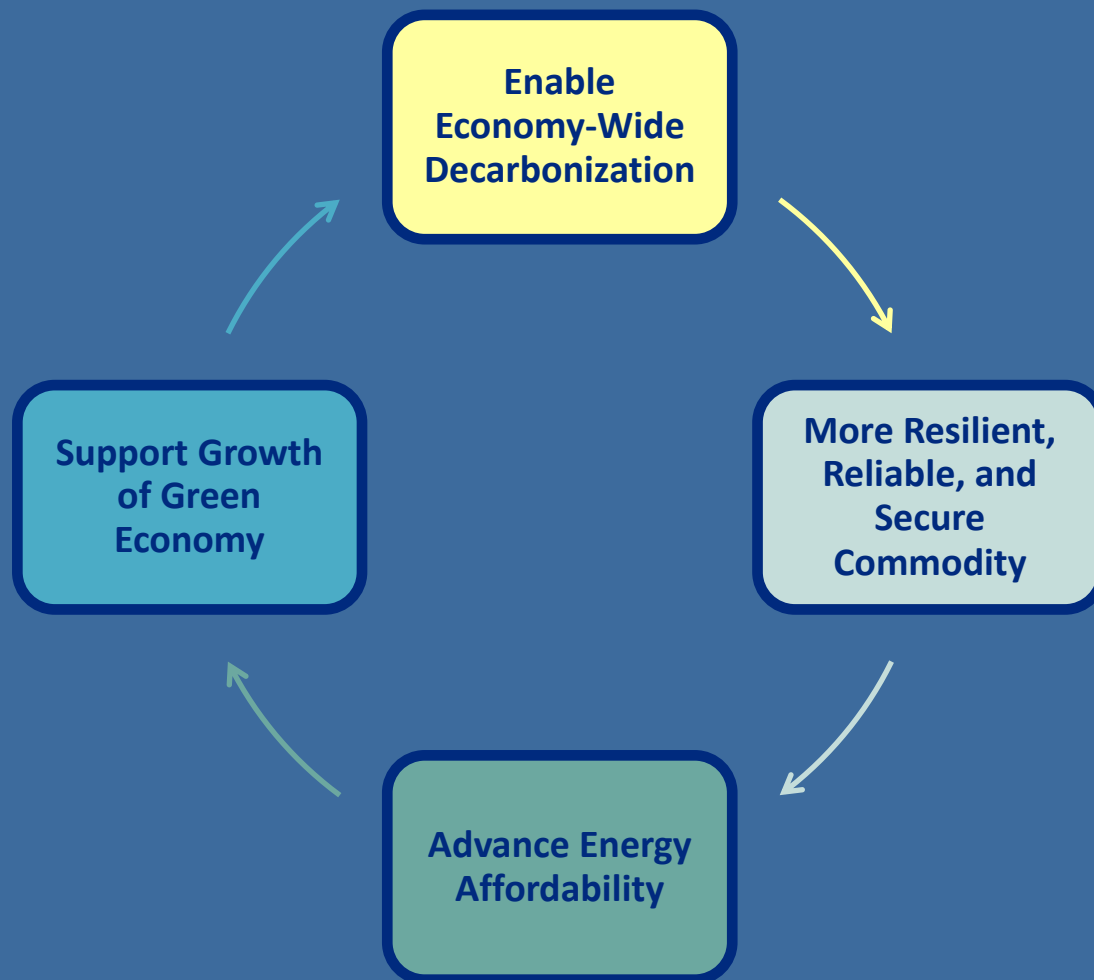 Enable
Economy-Wide
Decarbonization
More Resilient,
Reliable, and
Secure
Commodity
Advance Energy
Affordability
Support Growth
of Green
Economy